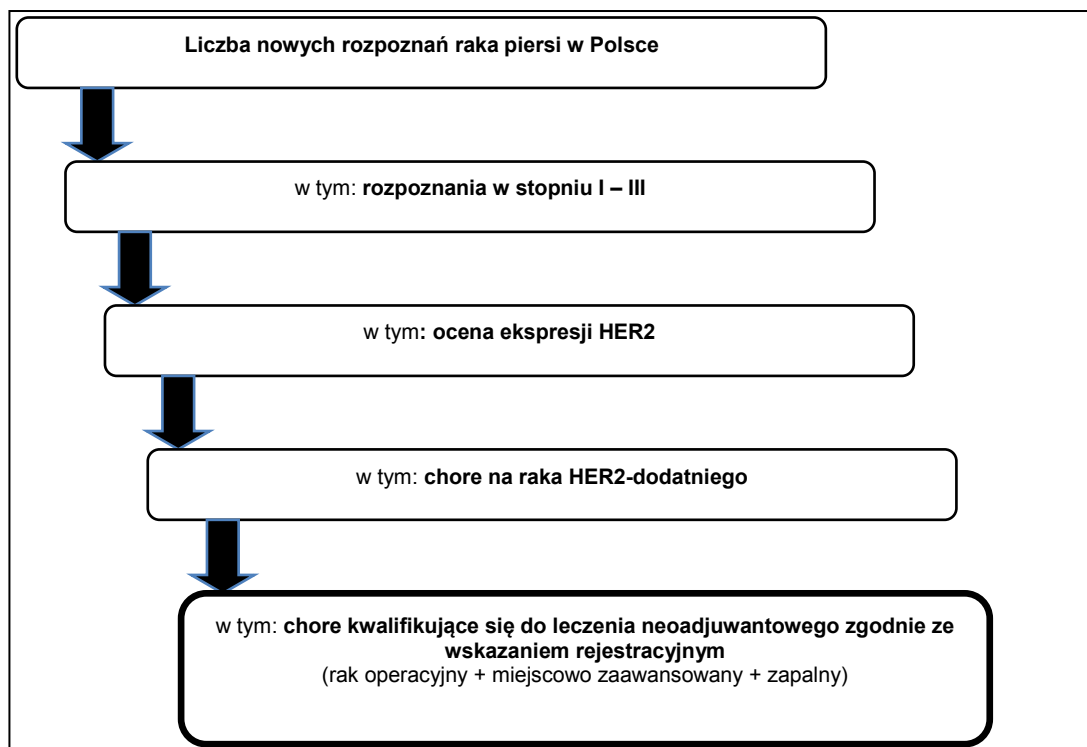 Liczba nowych rozpoznań raka piersi w Polsce
w tym: rozpoznania w stopniu I – III
w tym: ocena ekspresji HER2
w tym: chore na raka HER2-dodatniego
w tym: chore kwalifikujące się do leczenia neoadjuwantowego zgodnie ze
wskazaniem rejestracyjnym
(rak operacyjny + miejscowo zaawansowany + zapalny)